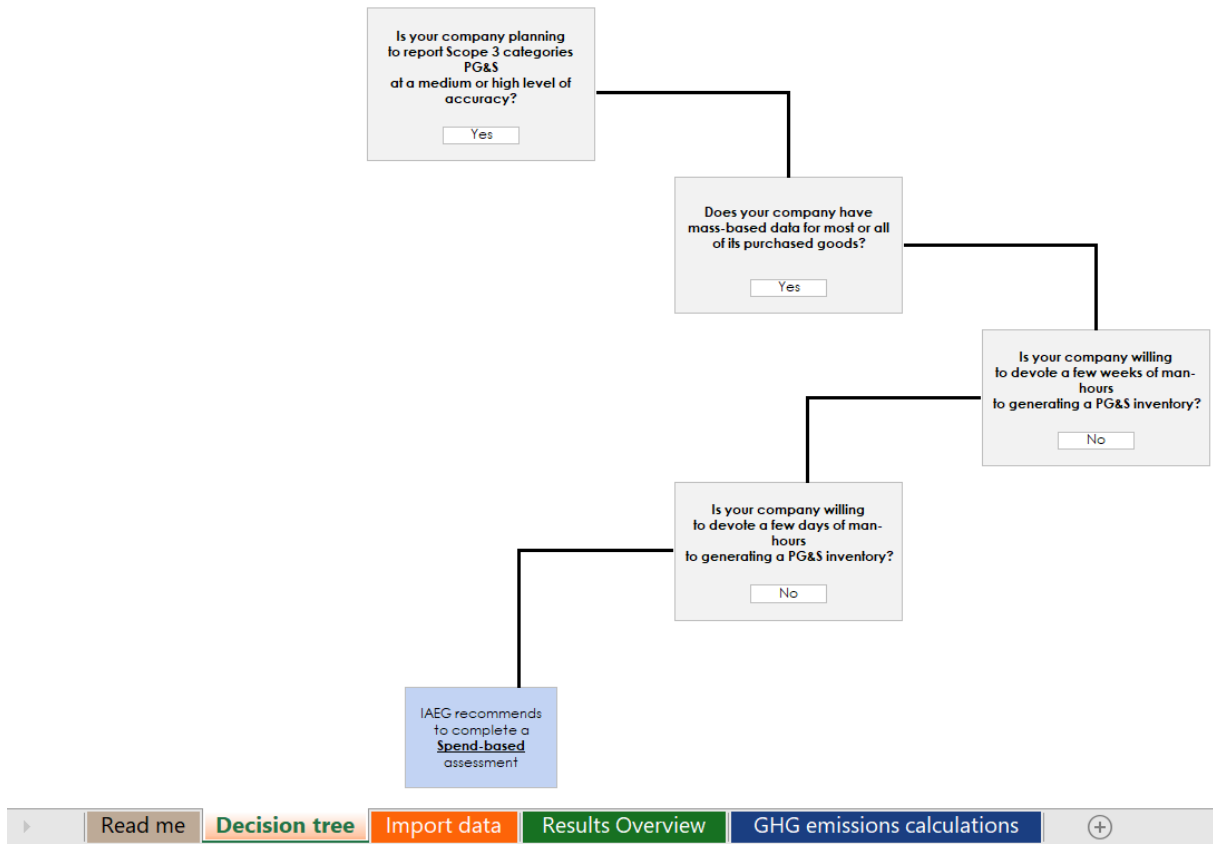 Is your company planning
to report Scope 3 categories
PG&S
at a medium or high level of
accuracy?
Yes
Does your company have
mass-based data for most or all
of its purchased goods?
Yes
Is your company willing
to devote a few weeks of man-
hours
to generating a PG&S inventory?
No
Is your company willing
to devote a few days of man-
hours
to generating a PG&S inventory?
No
IAEG recommends
to complete a
Spend-based
assessment
Read me
Decision tree
Import data
Results Overview
GHG emissions calculations